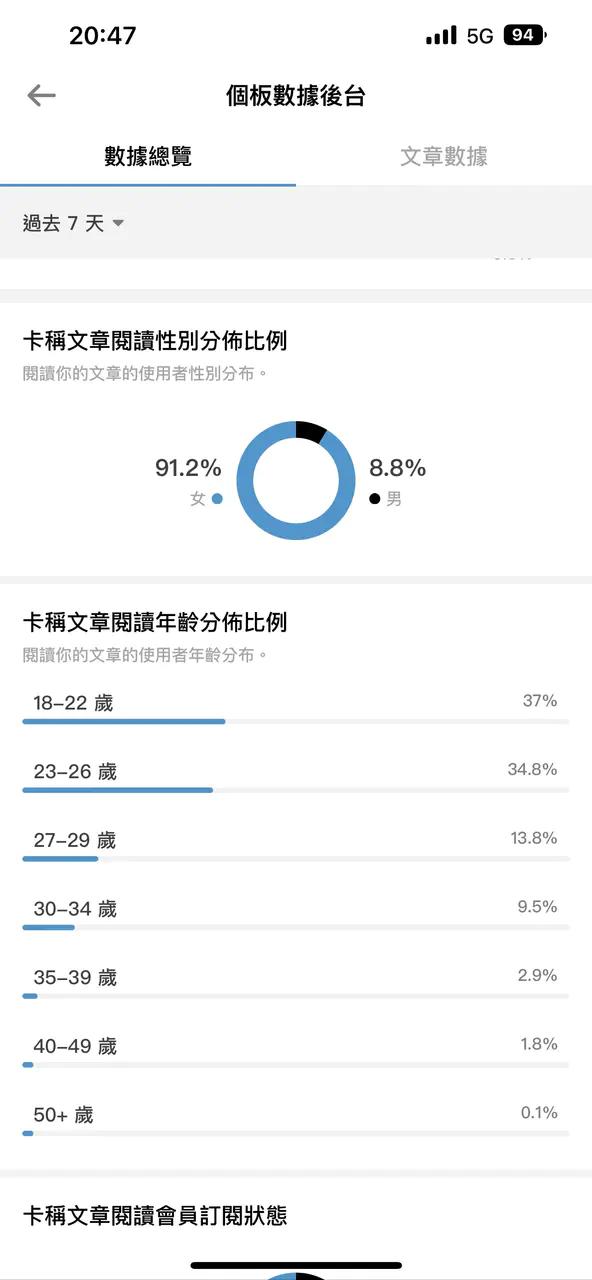 20:47
5G 94
個板數據後台
數據總覽 文章數據
過去 7 天
卡稱文章閱讀性別分佈比例
閱讀你的文章的使用者性別分布。
91.2% 8.8%
女 男
卡稱文章閱讀年齡分佈比例
閱讀你的文章的使用者年齡分布。
18–22 歲 37%
23–26 歲 34.8%
27–29 歲 13.8%
30–34 歲 9.5%
35–39 歲 2.9%
40–49 歲 1.8%
50+ 歲 0.1%
卡稱文章閱讀會員訂閱狀態